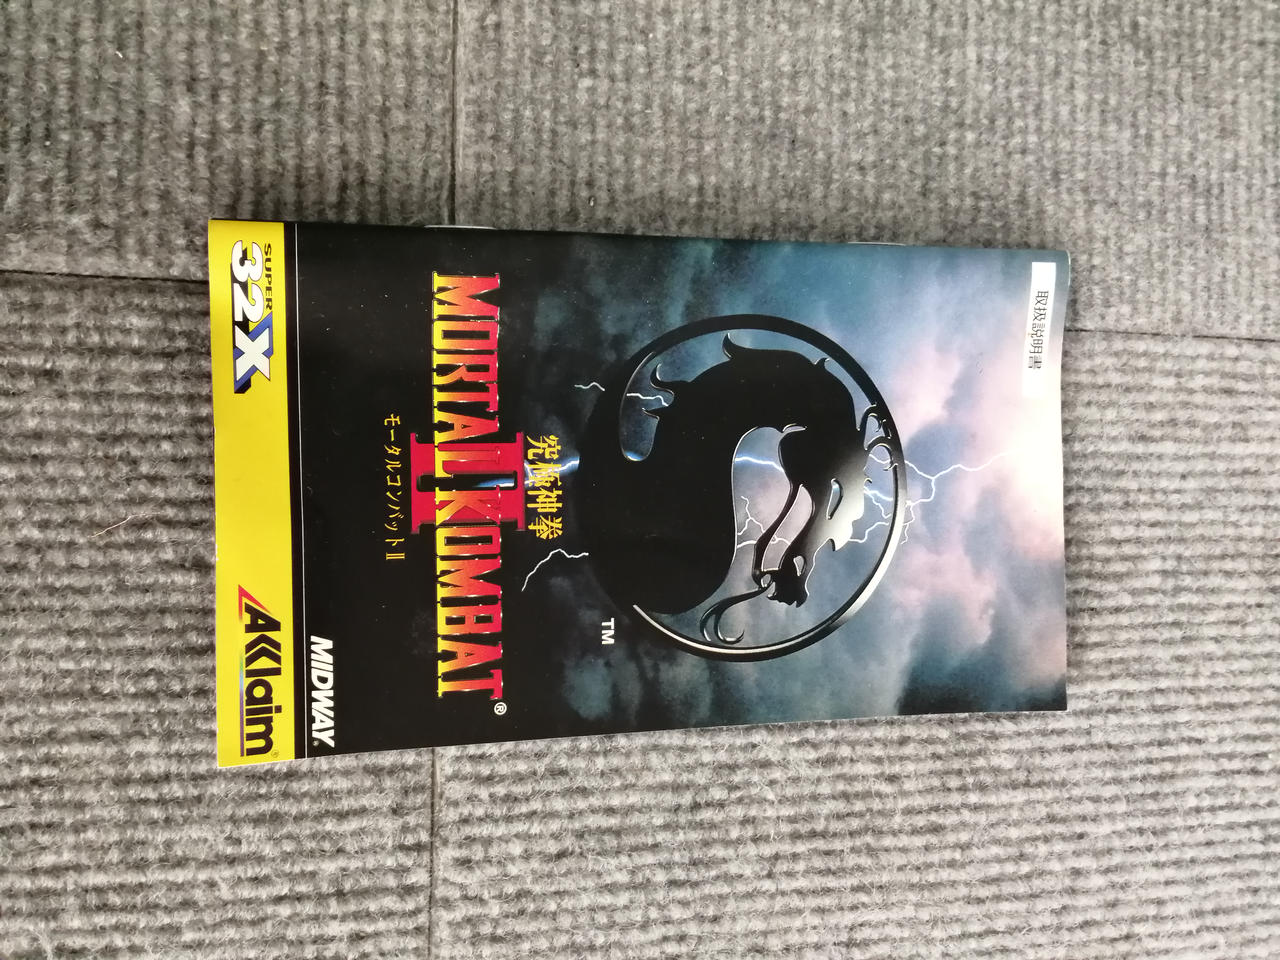 取扱説明書
TM
究極神拳
MORTAL KOMBAT®
II
モータルコンバットII
MIDWAY®
SUPER 32X
AKKlaim®